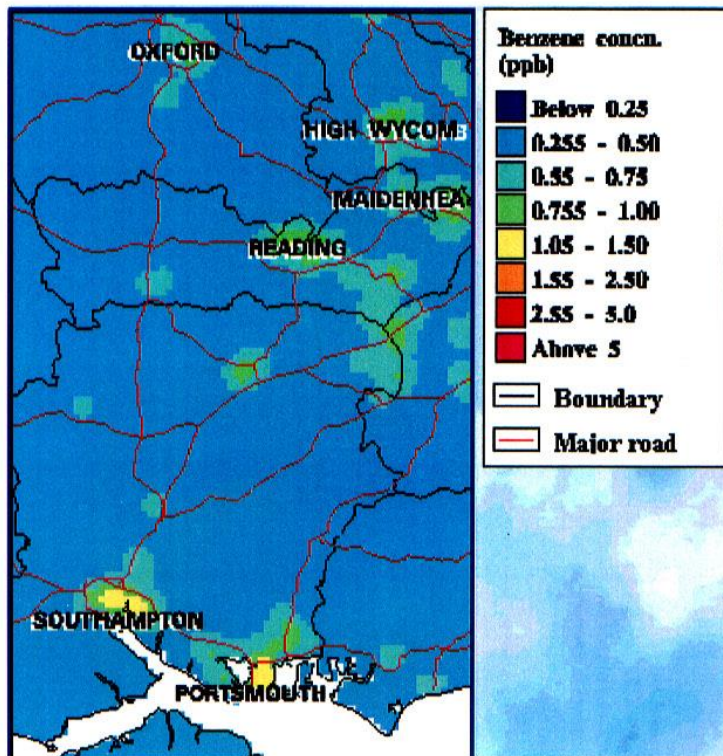 OXFORD
HIGH WYCOMB
MAIDENHEA
READING
SOUTHAMPTON
PORTSMOUTH
Benzene concn.
(ppb)
Below 0.25
0.255 - 0.50
0.55 - 0.75
0.755 - 1.00
1.05 - 1.50
1.55 - 2.50
2.55 - 5.0
Above 5
Boundary
Major road